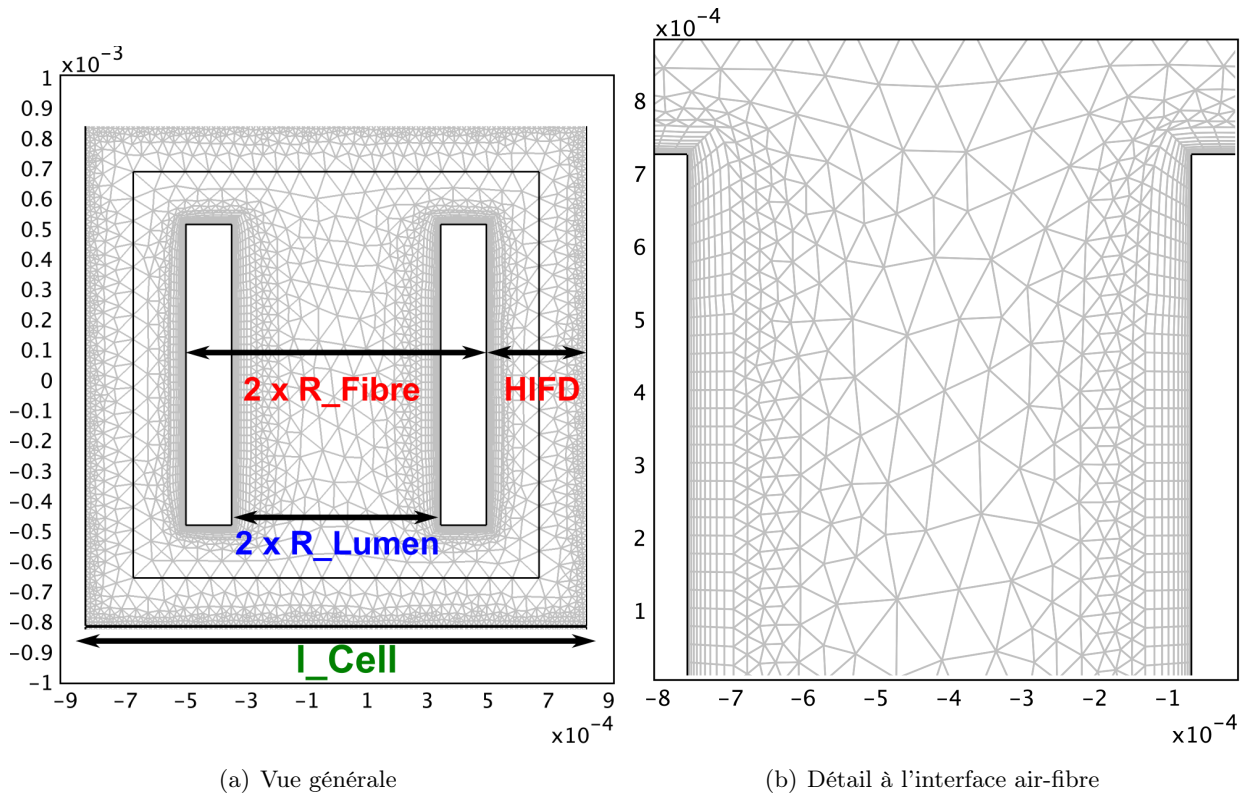 x10⁻³
1
0.9
0.8
0.7
0.6
0.5
0.4
0.3
0.2
0.1
0
−0.1
−0.2
−0.3
−0.4
−0.5
−0.6
−0.7
−0.8
−0.9
−1
−9 −7 −5 −3 −1 1 3 5 7 9
x10⁻⁴
2 x R_Fibre
HIFD
2 x R_Lumen
l_Cell
(a) Vue générale
x10⁻⁴
8
7
6
5
4
3
2
1
−8 −7 −6 −5 −4 −3 −2 −1
x10⁻⁴
(b) Détail à l'interface air-fibre